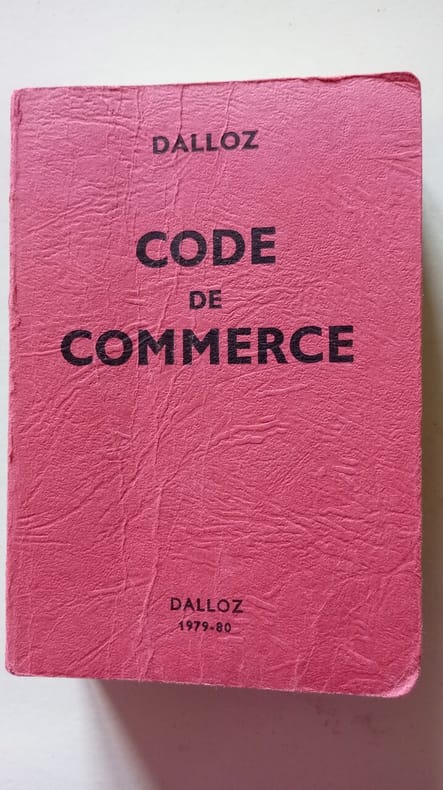 DALLOZ
CODE
DE
COMMERCE
DALLOZ
1979-80